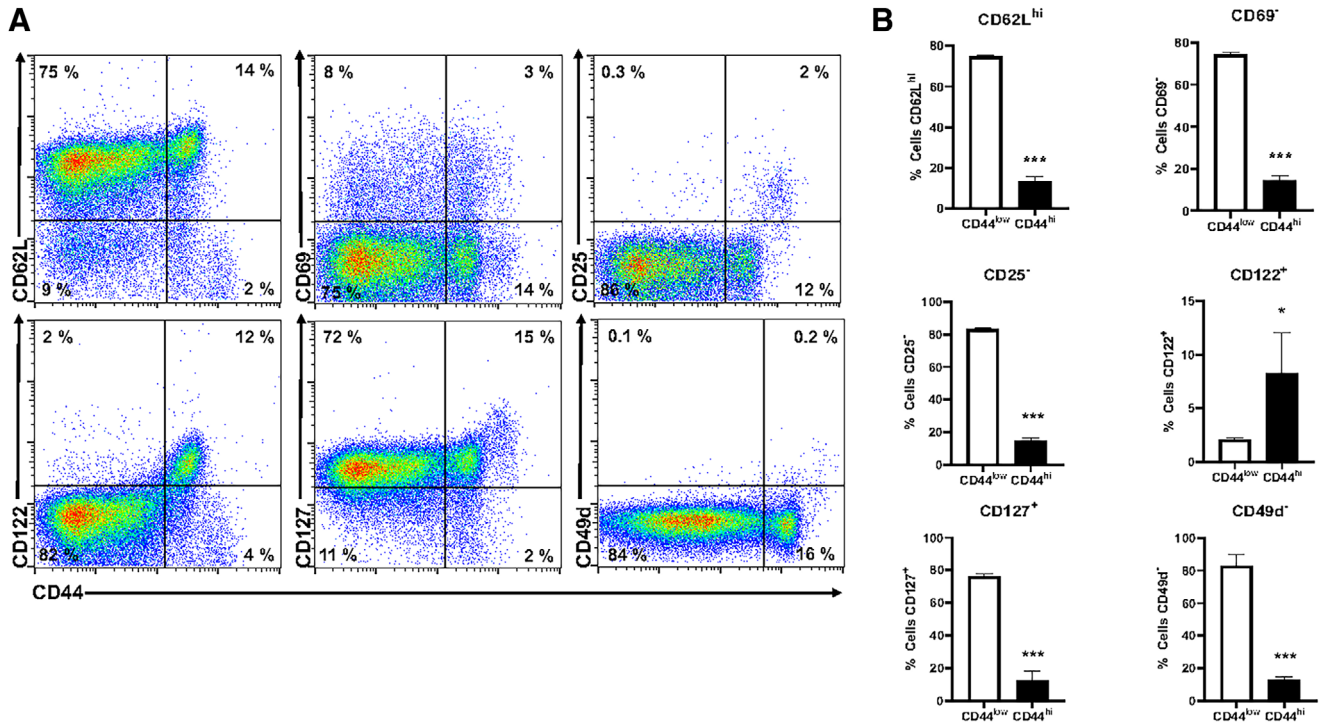 A
75 %
14 %
9 %
2 %
CD62L
8 %
3 %
75 %
14 %
CD69
0.3 %
2 %
86 %
12 %
CD25
2 %
12 %
82 %
4 %
CD122
72 %
15 %
11 %
2 %
CD127
0.1 %
0.2 %
84 %
16 %
CD49d
CD44
B
CD62Lhi
% Cells CD62Lhi
80
60
40
20
0
***
CD44low CD44hi
CD69-
% Cells CD69-
80
60
40
20
0
***
CD44low CD44hi
CD25-
% Cells CD25-
100
80
60
40
20
0
***
CD44low CD44hi
CD122+
% Cells CD122+
15
10
5
0
*
CD44low CD44hi
CD127+
% Cells CD127+
100
80
60
40
20
0
***
CD44low CD44hi
CD49d-
% Cells CD49d-
100
80
60
40
20
0
***
CD44low CD44hi